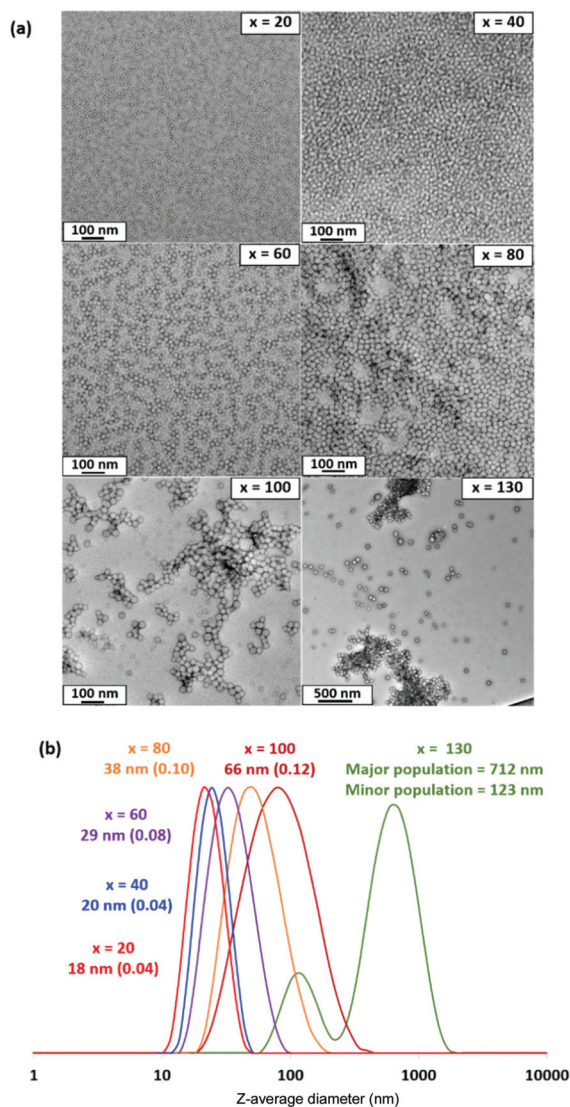 (a)
x = 20
x = 40
100 nm
100 nm
x = 60
x = 80
100 nm
100 nm
x = 100
x = 130
100 nm
500 nm
(b)
x = 80
38 nm (0.10)
x = 100
66 nm (0.12)
x = 130
Major population = 712 nm
Minor population = 123 nm
x = 60
29 nm (0.08)
x = 40
20 nm (0.04)
x = 20
18 nm (0.04)
1
10
100
1000
10000
Z-average diameter (nm)